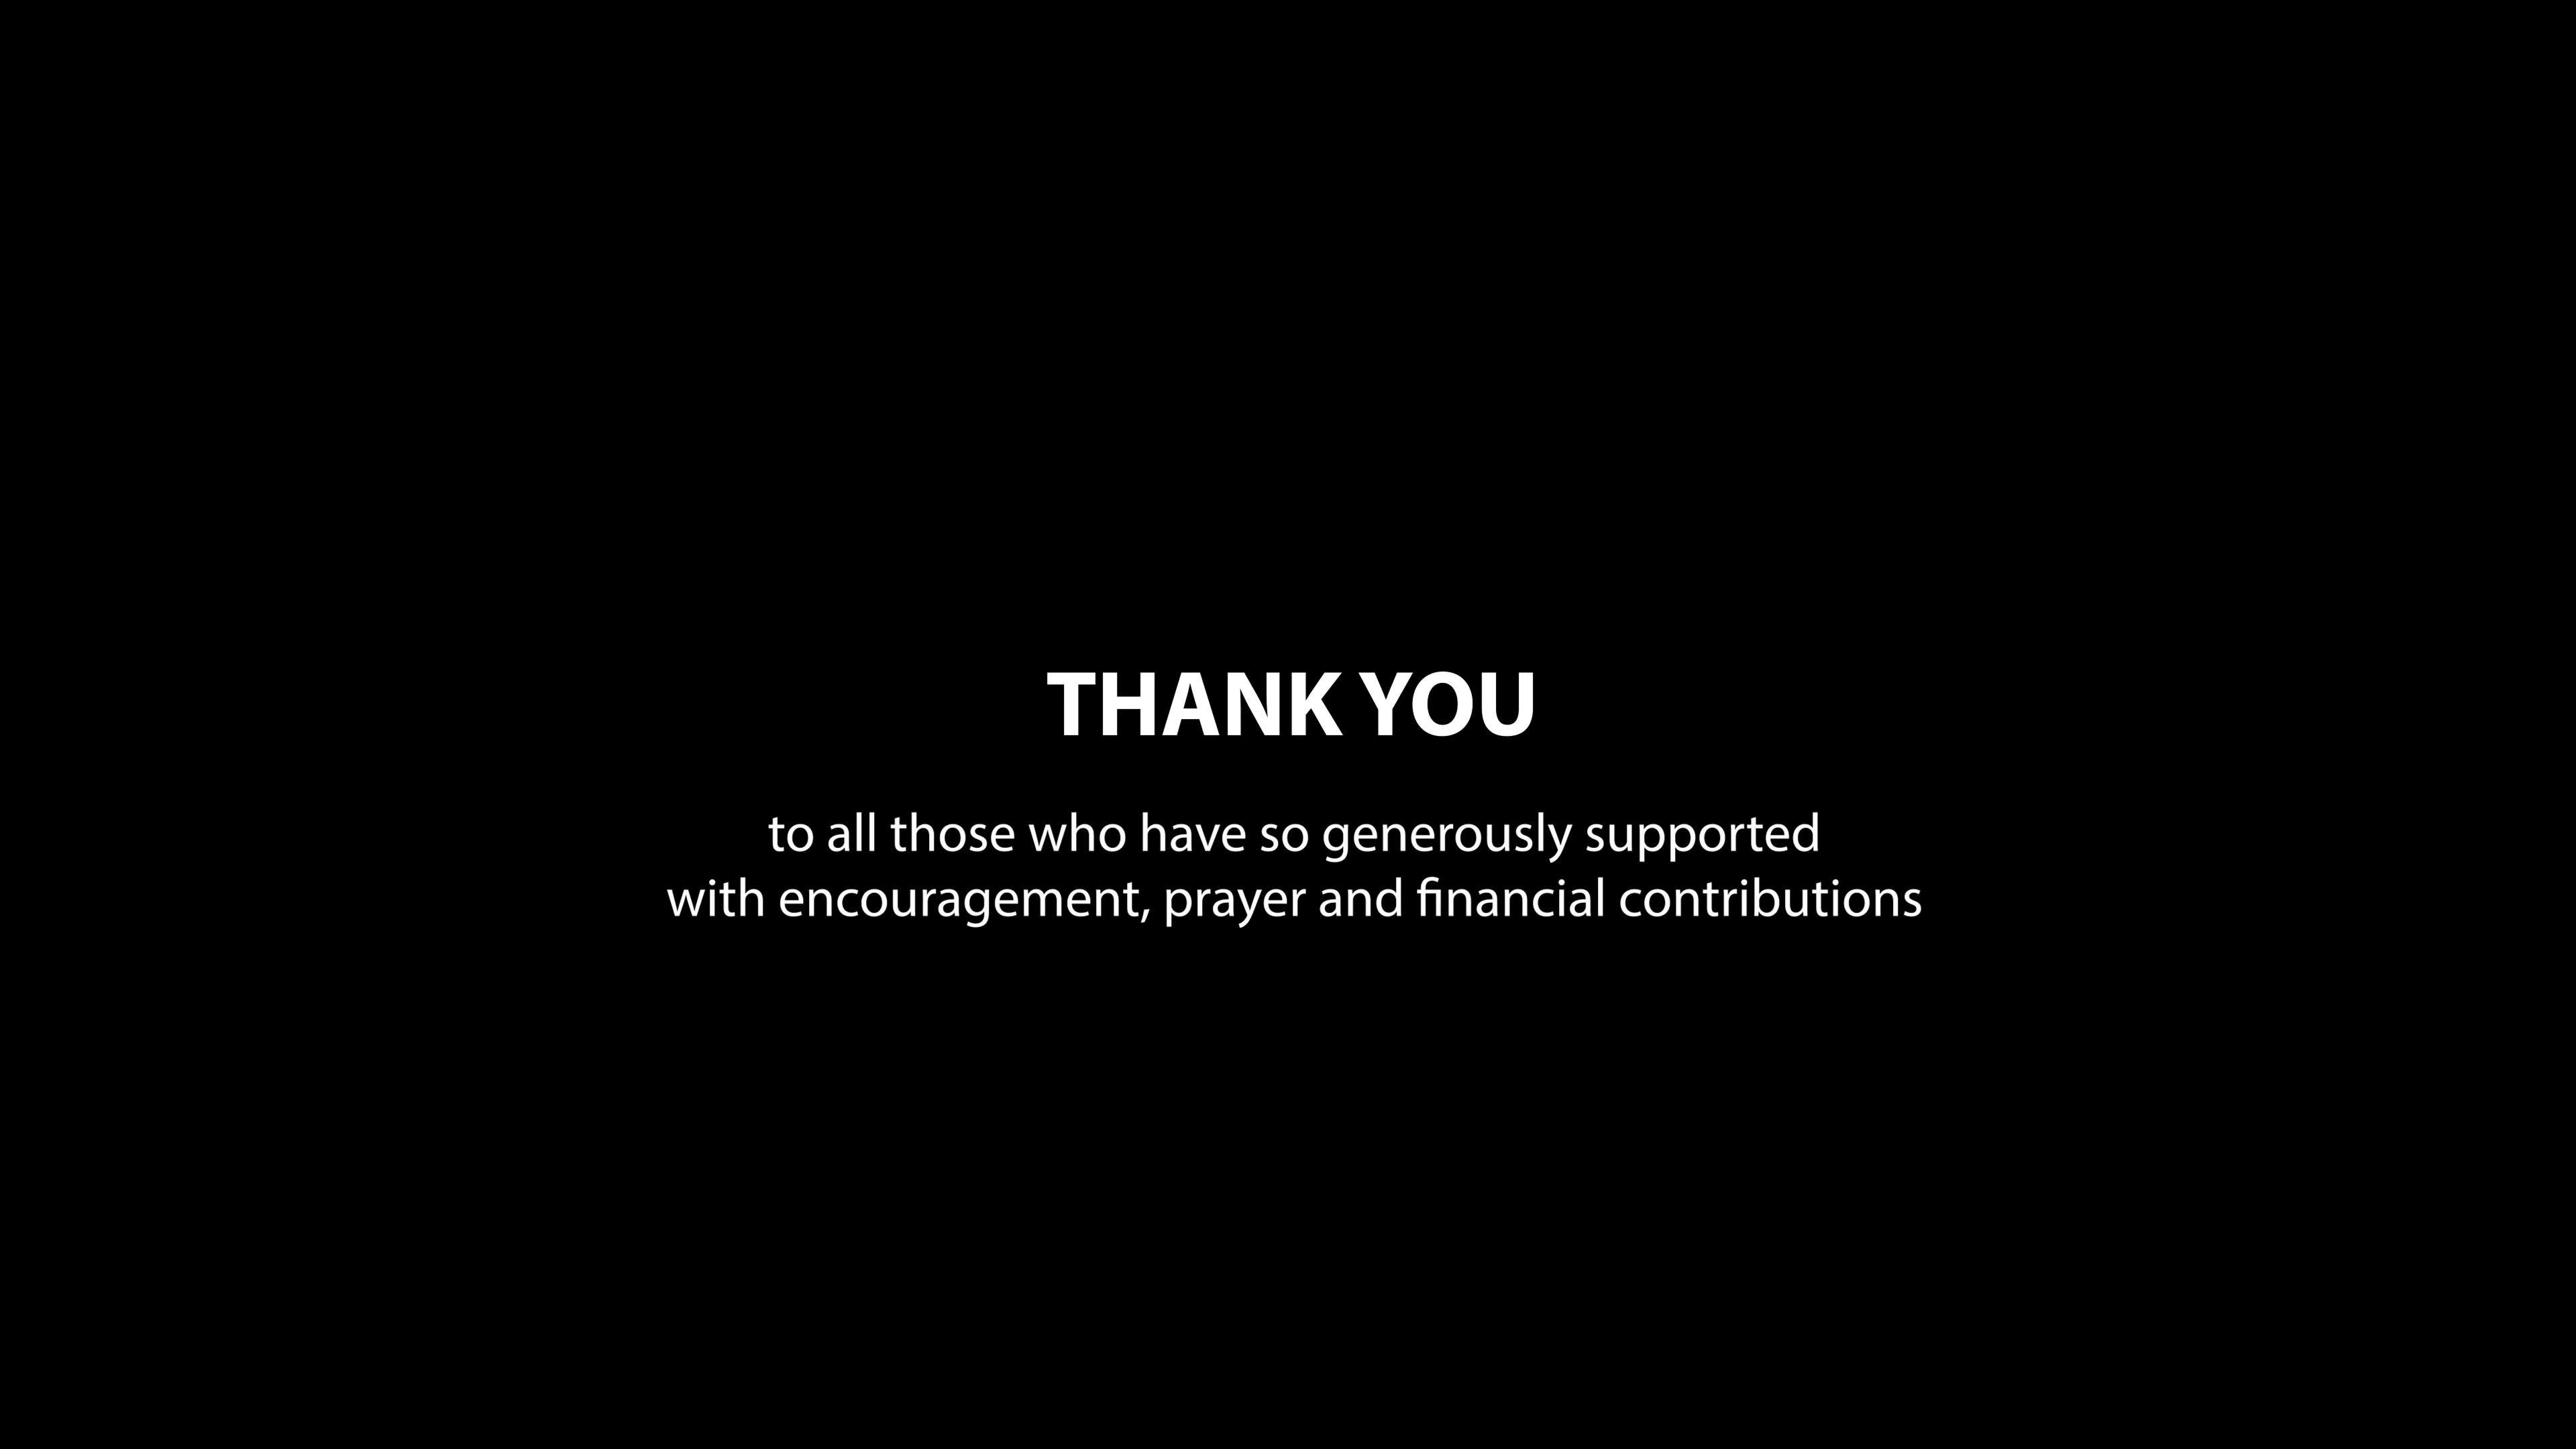 THANK YOU
to all those who have so generously supported
with encouragement, prayer and financial contributions